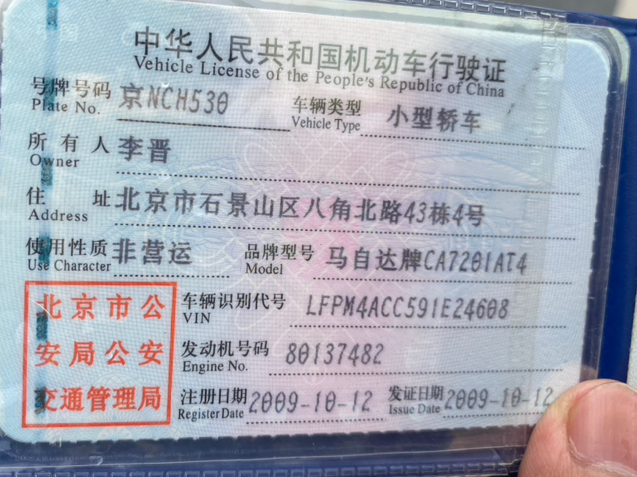 中华人民共和国机动车行驶证
Vehicle License of the People's Republic of China
号牌号码 京NCH530 车辆类型 小型轿车
Plate No. Vehicle Type
所有人 李晋
Owner
住址 北京市石景山区八角北路43栋4号
Address
使用性质 非营运 品牌型号 马自达牌CA7201AT4
Use Character Model
北京市公
安局公安
交通管理局
车辆识别代号 LFPM4ACC591E24608
VIN
发动机号码 80137482
Engine No.
注册日期 2009-10-12 发证日期 2009-10-12
Register Date Issue Date